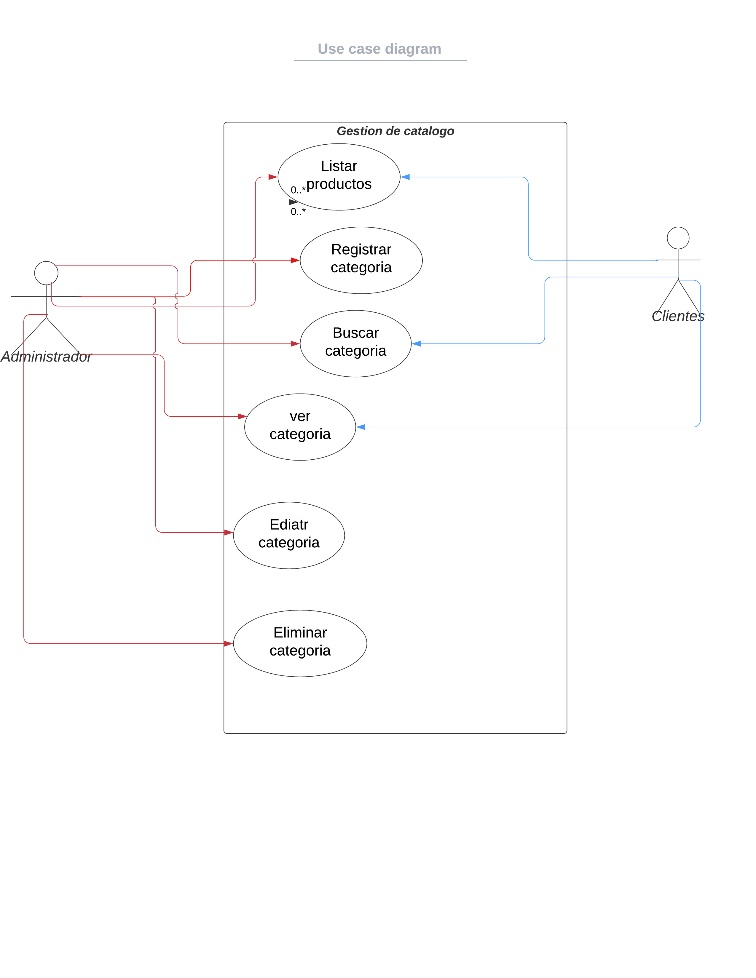 Use case diagram
Gestion de catalogo
Listar
productos
0..*
0..*
Registrar
categoria
Buscar
categoria
Clientes
Administrador
ver
categoria
Ediatr
categoria
Eliminar
categoria